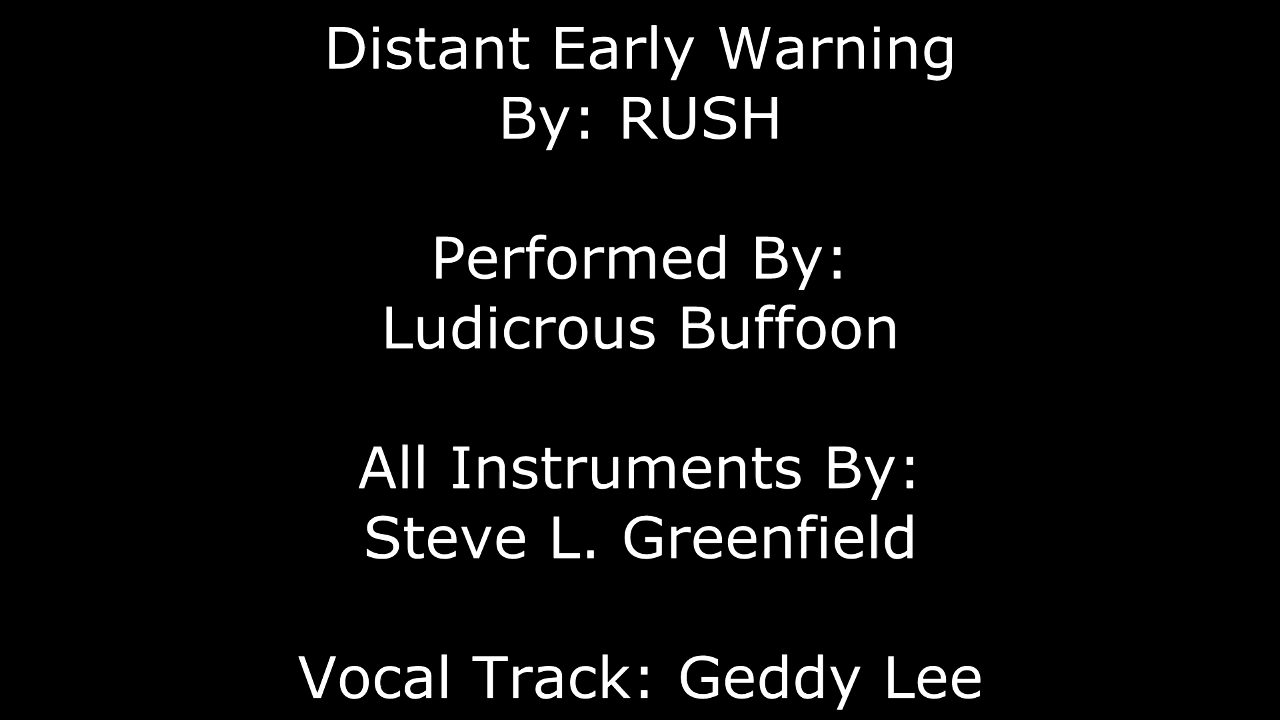 Distant Early Warning
By: RUSH
Performed By:
Ludicrous Buffoon
All Instruments By:
Steve L. Greenfield
Vocal Track: Geddy Lee